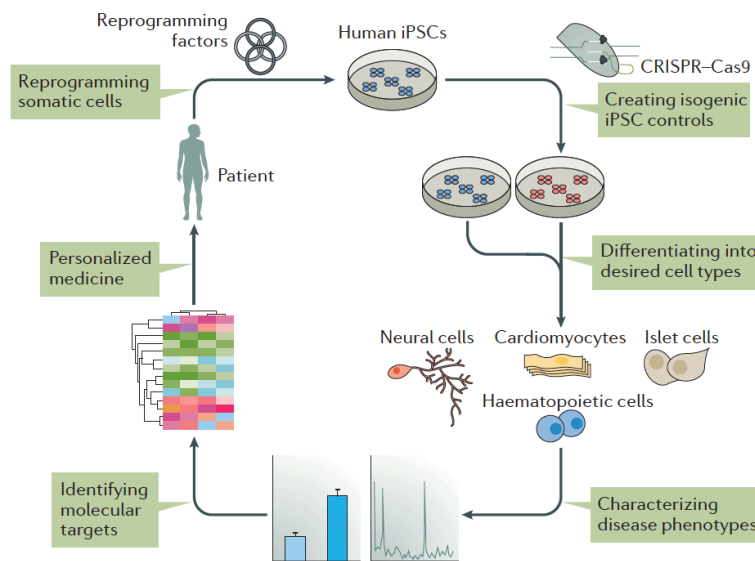 Reprogramming
factors
Human iPSCs
CRISPR–Cas9
Reprogramming
somatic cells
Creating isogenic
iPSC controls
Patient
Personalized
medicine
Differentiating into
desired cell types
Neural cells
Cardiomyocytes
Islet cells
Haematopoietic cells
Identifying
molecular
targets
Characterizing
disease phenotypes